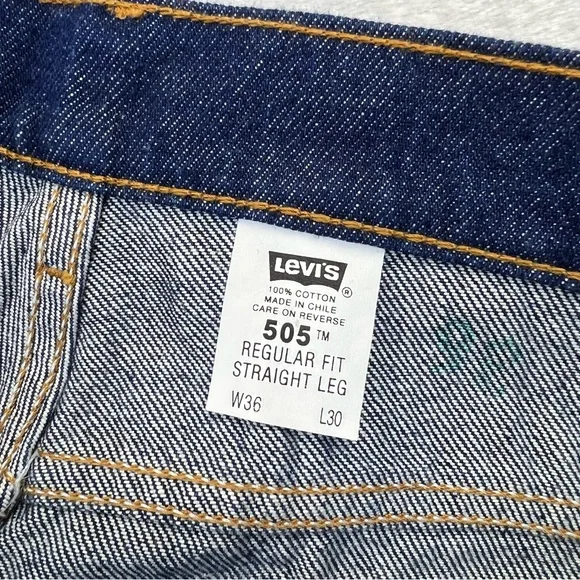 Levi's ®
100% COTTON
MADE IN CHILE
CARE ON REVERSE
505™
REGULAR FIT
STRAIGHT LEG
W36 L30